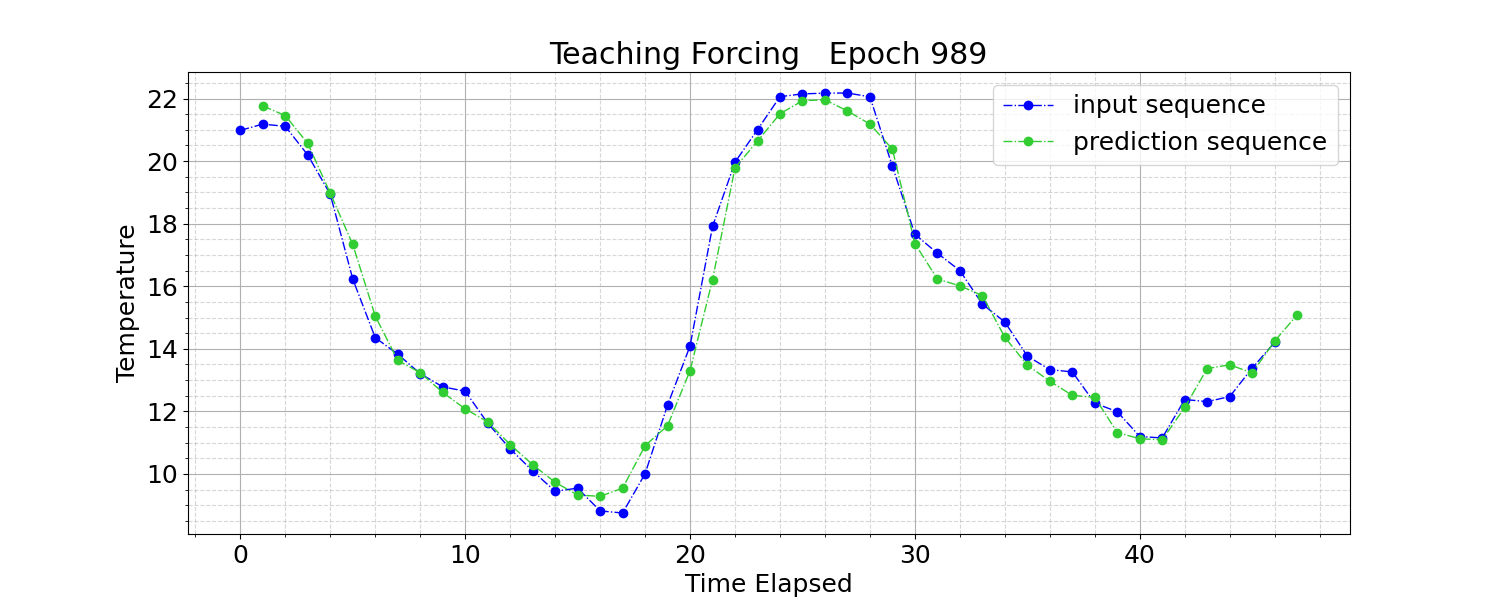 Teaching Forcing   Epoch 989
input sequence
prediction sequence
22
20
18
16
14
12
10
Temperature
0 10 20 30 40
Time Elapsed